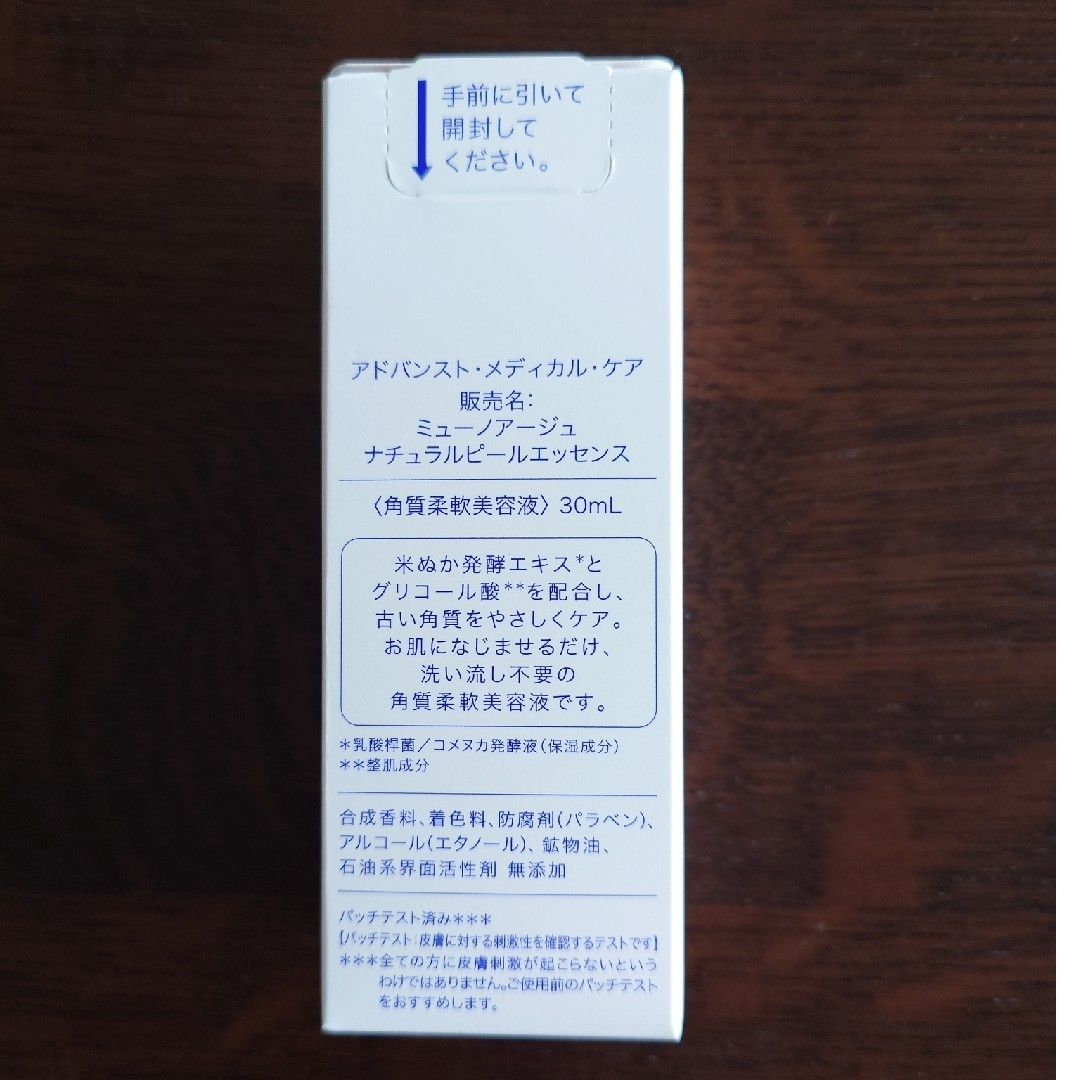 手前に引いて
開封して
ください。
アドバンスト・メディカル・ケア
販売名:
ミューノアージュ
ナチュラルピールエッセンス
〈角質柔軟美容液〉 30mL
米ぬか発酵エキス*と
グリコール酸**を配合し、
古い角質をやさしくケア。
お肌になじませるだけ、
洗い流し不要の
角質柔軟美容液です。
*乳酸桿菌/コメヌカ発酵液(保湿成分)
**整肌成分
合成香料、着色料、防腐剤(パラベン)、
アルコール(エタノール)、鉱物油、
石油系界面活性剤 無添加
パッチテスト済み***
[パッチテスト:皮膚に対する刺激性を確認するテストです]
***全ての方に皮膚刺激が起こらないという
わけではありません。ご使用前のパッチテスト
をおすすめします。